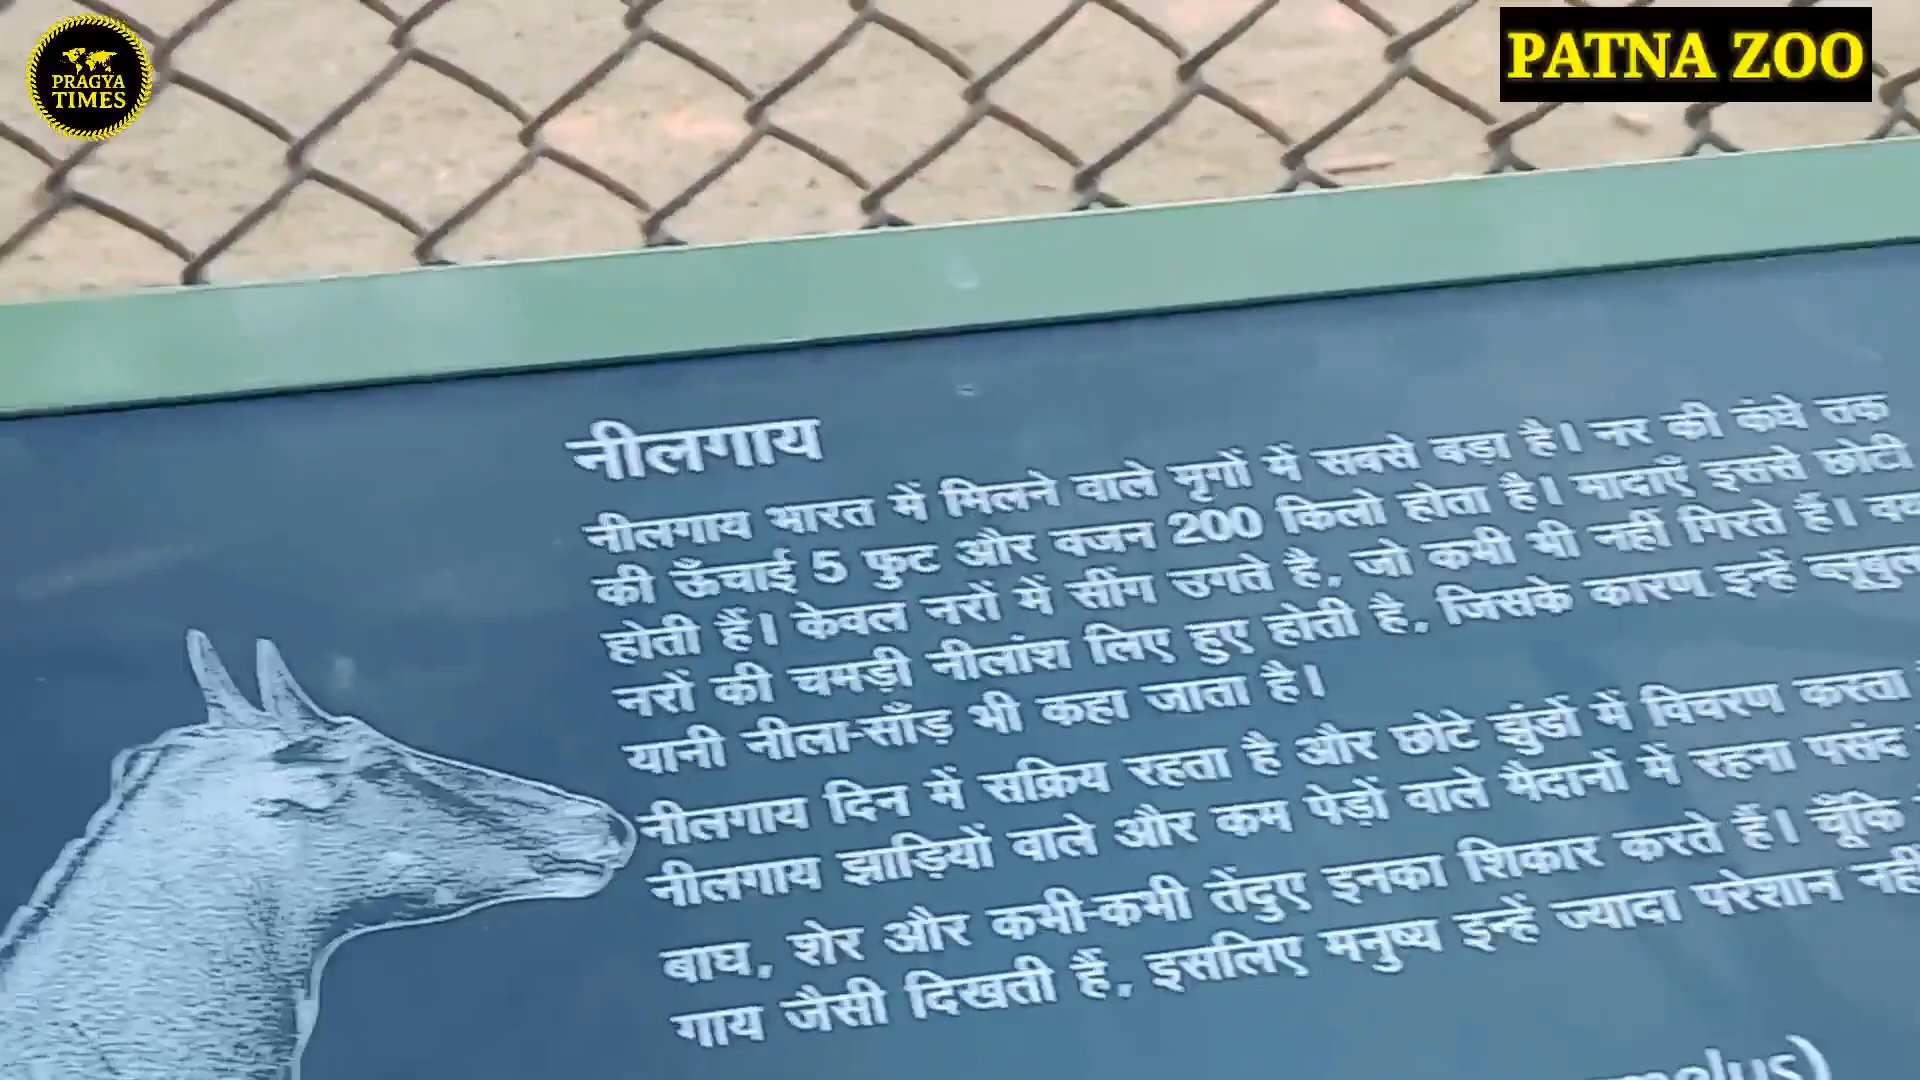 PRAGYA
TIMES
PATNA ZOO
नीलगाय
नीलगाय भारत में मिलने वाले मृगों में सबसे बड़ा है। नर की कंधे तक
की ऊँचाई 5 फुट और वजन 200 किलो होता है। मादाएँ इससे छोटी
होती हैं। केवल नरों में सींग उगते है, जो कभी भी नहीं गिरते हैं।
नरों की चमड़ी नीलांश लिए हुए होती है, जिसके कारण इन्हें ब्लूबुल
यानी नीला-साँड़ भी कहा जाता है।
नीलगाय दिन में सक्रिय रहता है और छोटे झुंडों में विचरण करता
नीलगाय झाड़ियों वाले और कम पेड़ों वाले मैदानों में रहना पसंद
बाघ, शेर और कभी-कभी तेंदुए इनका शिकार करते हैं। चूँकि
गाय जैसी दिखती हैं, इसलिए मनुष्य इन्हें ज्यादा परेशान नहीं